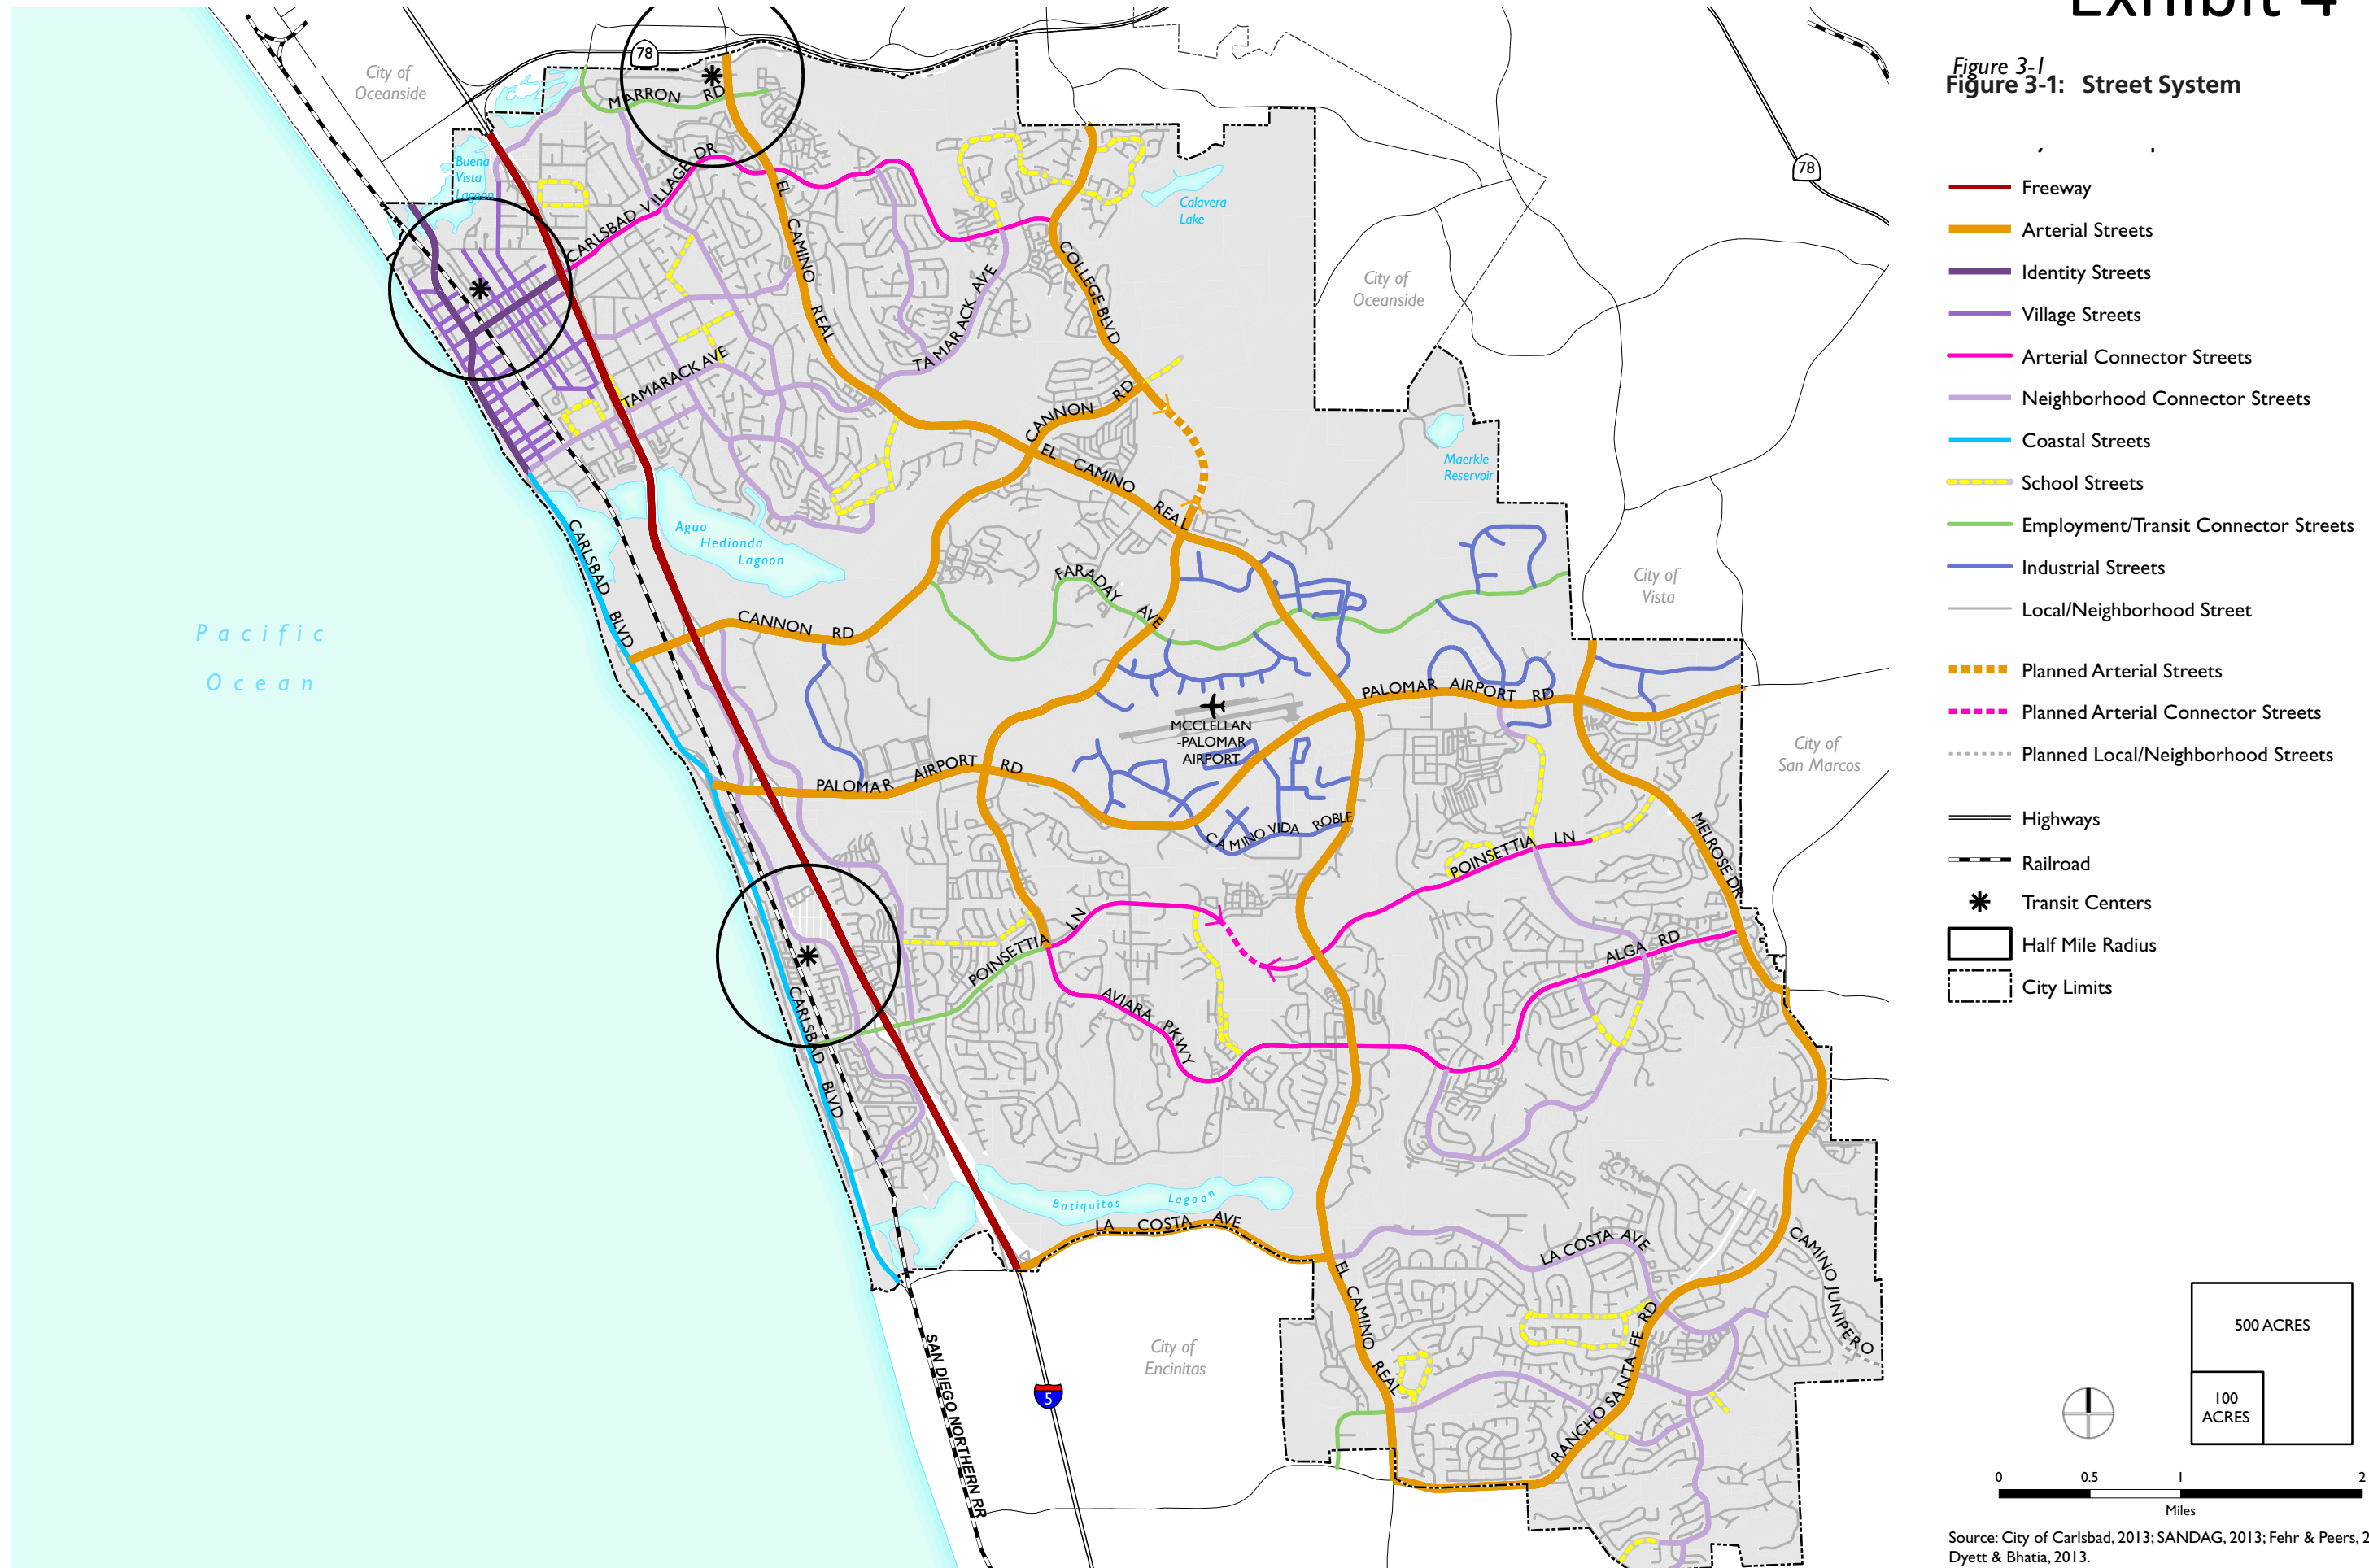 Exhibit 4
Figure 3-1
Figure 3-1: Street System
Freeway
Arterial Streets
Identity Streets
Village Streets
Arterial Connector Streets
Neighborhood Connector Streets
Coastal Streets
School Streets
Employment/Transit Connector Streets
Industrial Streets
Local/Neighborhood Street
Planned Arterial Streets
Planned Arterial Connector Streets
Planned Local/Neighborhood Streets
Highways
Railroad
Transit Centers
Half Mile Radius
City Limits
500 ACRES
100
ACRES
0 0.5 1 2
Miles
Source: City of Carlsbad, 2013; SANDAG, 2013; Fehr & Peers, 2
Dyett & Bhatia, 2013.
City of
Oceanside
78
MARRON RD
78
Buena
Vista
Lagoon
CARLSBAD VILLAGE DR
EL CAMINO REAL
Calavera
Lake
COLLEGE BLVD
City of
Oceanside
TAMARACK AVE
TAMARACK AVE
CANNON RD
EL CAMINO REAL
Maerkle
Reservoir
Agua
Hedionda
Lagoon
CARLSBAD BLVD
FARADAY AVE
City of
Vista
Pacific
Ocean
CANNON RD
PALOMAR AIRPORT RD
MCCLELLAN
-PALOMAR
AIRPORT
City of
San Marcos
PALOMAR AIRPORT RD
CAMINO VIDA ROBLE
POINSETTIA LN
MELROSE DR
POINSETTIA LN
ALGA RD
AVIARA PKWY
CARLSBAD BLVD
Batiquitos Lagoon
LA COSTA AVE
LA COSTA AVE
CAMINO JUNIPERO
EL CAMINO REAL
RANCHO SANTA FE RD
City of
Encinitas
SAN DIEGO NORTHERN RR
5